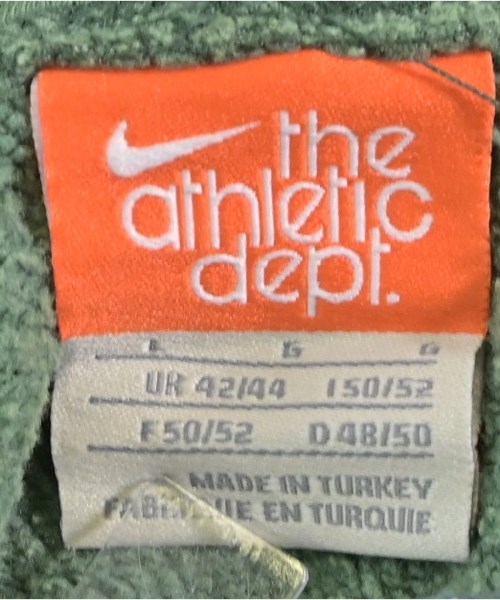 the
athletic
dept.
L G G
UK 42/44 I 50/52
F 50/52 D 48/50
MADE IN TURKEY
EN TURQUIE